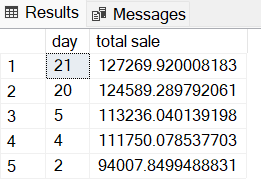 Results Messages
day total sale
1 21 127269.920008183
2 20 124589.289792061
3 5 113236.040139198
4 4 111750.078537703
5 2 94007.8499488831